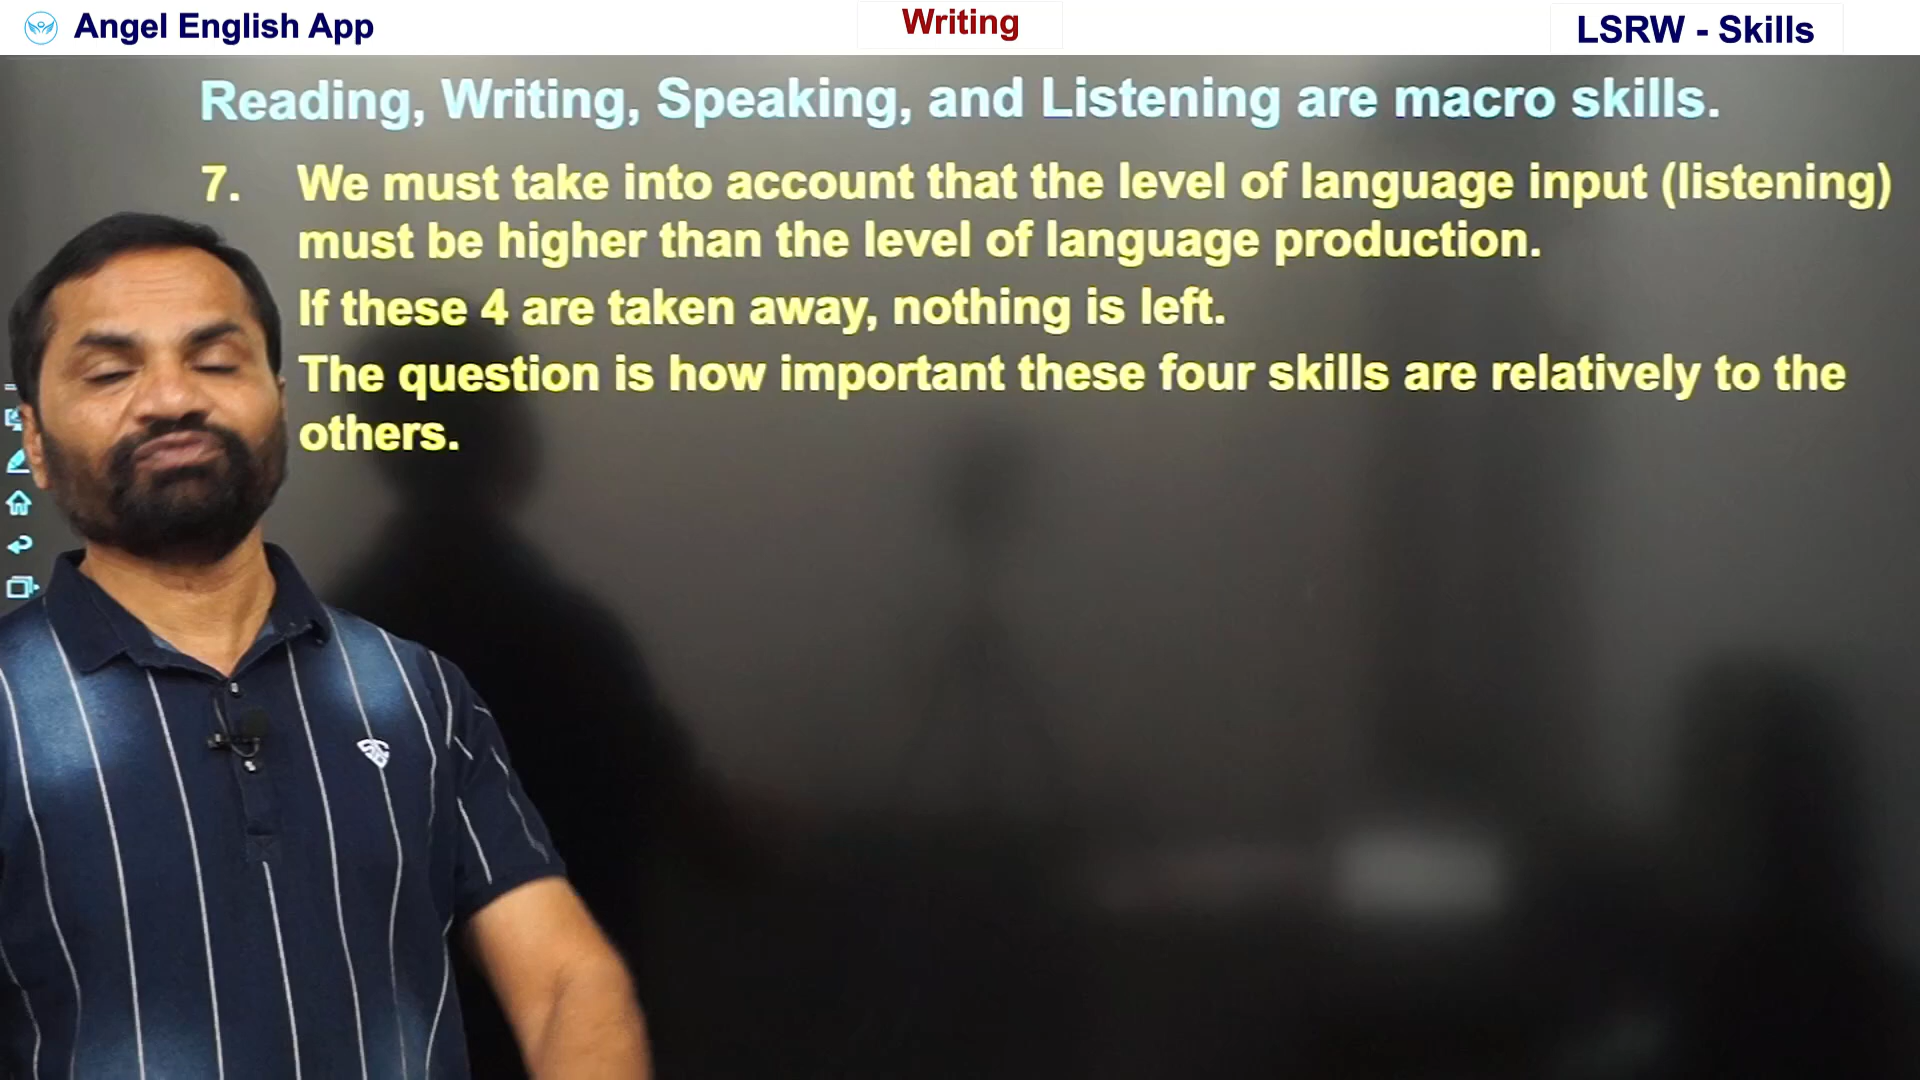 Angel English App
Writing
LSRW - Skills
Reading, Writing, Speaking, and Listening are macro skills.
7. We must take into account that the level of language input (listening)
must be higher than the level of language production.
If these 4 are taken away, nothing is left.
The question is how important these four skills are relatively to the
others.